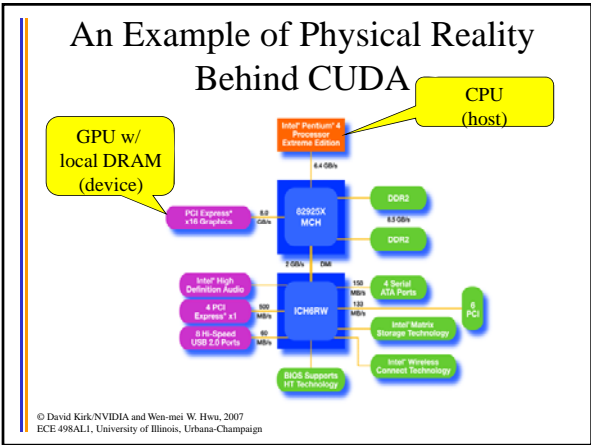 An Example of Physical Reality
Behind CUDA
CPU
(host)
GPU w/
local DRAM
(device)
Intel® Pentium® 4
Processor
Extreme Edition
6.4 GB/s
PCI Express*
x16 Graphics
8.0
GB/s
82925X
MCH
DDR2
8.5 GB/s
DDR2
2 GB/s
DMI
Intel® High
Definition Audio
4 PCI
Express* x1
500
MB/s
8 Hi-Speed
USB 2.0 Ports
60
MB/s
ICH6RW
150
MB/s
4 Serial
ATA Ports
133
MB/s
6
PCI
Intel® Matrix
Storage Technology
Intel® Wireless
Connect Technology
BIOS Supports
HT Technology
© David Kirk/NVIDIA and Wen-mei W. Hwu, 2007
ECE 498AL1, University of Illinois, Urbana-Champaign